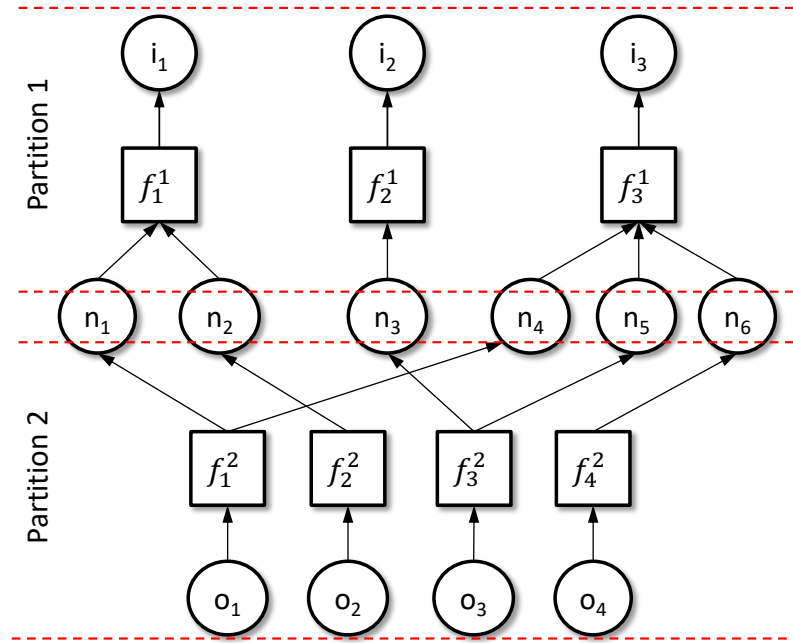 Partition 1
i₁ i₂ i₃
f₁¹ f₂¹ f₃¹
n₁ n₂ n₃ n₄ n₅ n₆
Partition 2
f₁² f₂² f₃² f₄²
o₁ o₂ o₃ o₄